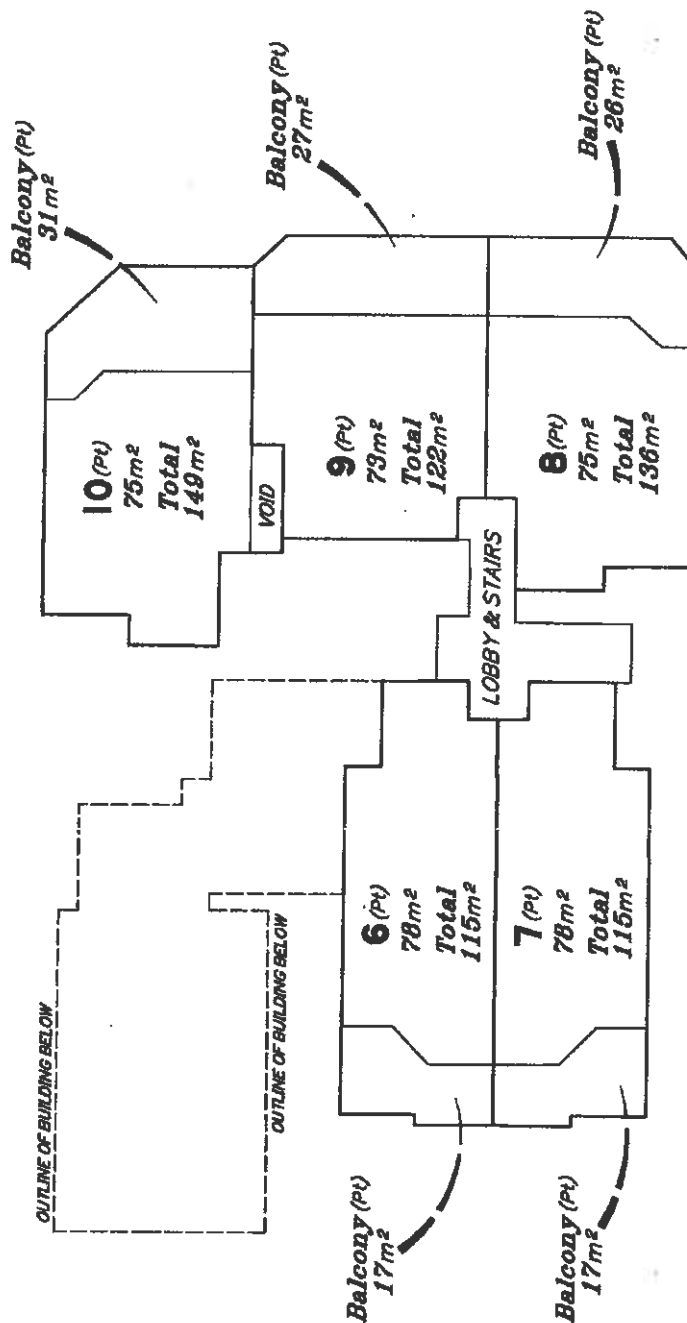 Balcony (Pt)
31m²
Balcony (Pt)
27m²
Balcony (Pt)
26m²
10 (Pt)
75m²
Total
149m²
VOID
9 (Pt)
73m²
Total
122m²
8 (Pt)
75m²
Total
136m²
LOBBY & STAIRS
OUTLINE OF BUILDING BELOW
OUTLINE OF BUILDING BELOW
6 (Pt)
78m²
Total
115m²
7 (Pt)
78m²
Total
115m²
Balcony (Pt)
17m²
Balcony (Pt)
17m²